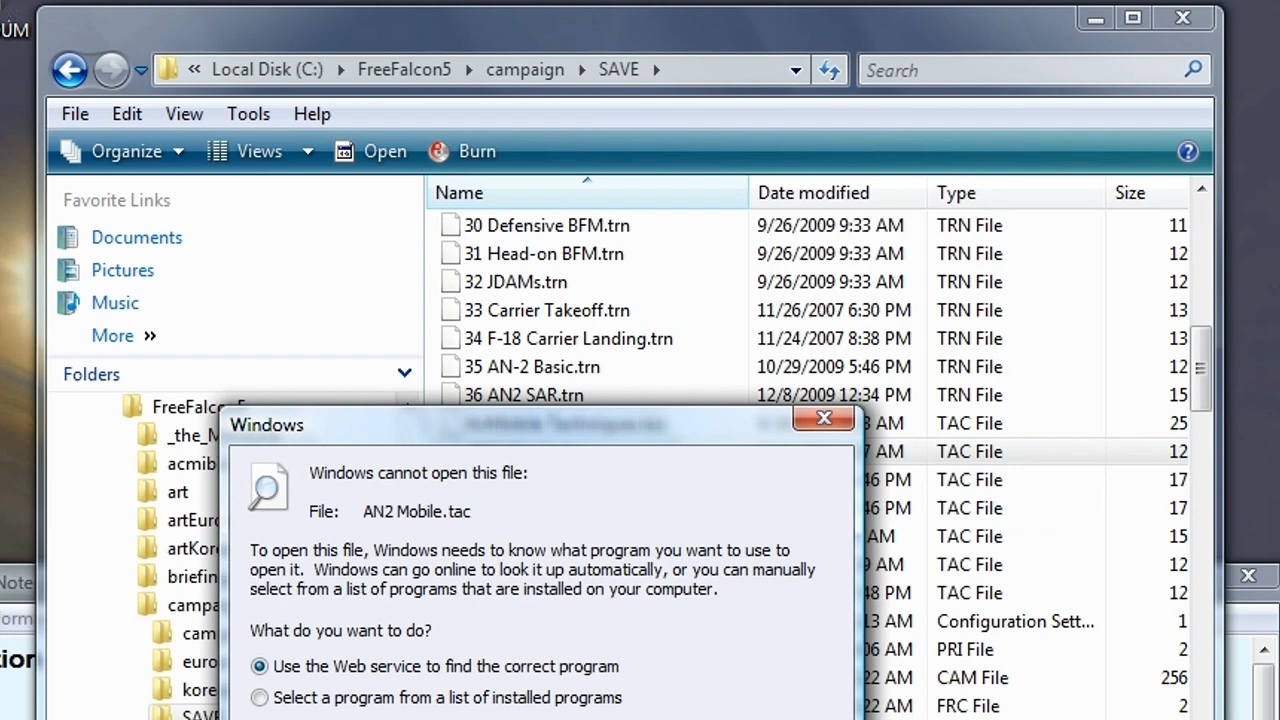 ÜM
« Local Disk (C:) FreeFalcon5 campaign SAVE Search
File Edit View Tools Help
Organize Views Open Burn
Favorite Links
Documents
Pictures
Music
More »
Folders
FreeFalcon5
_the_M
acmib
art
artEuro
artKor
briefin
campa
cam
euro
kore
SAVE
Name Date modified Type Size
30 Defensive BFM.trn 9/26/2009 9:33 AM TRN File 11
31 Head-on BFM.trn 9/26/2009 9:33 AM TRN File 12
32 JDAMs.trn 9/26/2009 9:33 AM TRN File 12
33 Carrier Takeoff.trn 11/26/2007 6:30 PM TRN File 13
34 F-18 Carrier Landing.trn 11/24/2007 8:38 PM TRN File 13
35 AN-2 Basic.trn 10/29/2009 5:46 PM TRN File 12
36 AN2 SAR.trn 12/8/2009 12:34 PM TRN File 15
3 AM TAC File 25
7 AM TAC File 12
46 PM TAC File 17
46 PM TAC File 17
AM TAC File 15
9 AM TAC File 12
48 PM TAC File 12
13 AM Configuration Sett... 1
06 AM PRI File 2
22 AM CAM File 256
22 AM FRC File 2
Windows
Windows cannot open this file:
File: AN2 Mobile.tac
To open this file, Windows needs to know what program you want to use to
open it. Windows can go online to look it up automatically, or you can manually
select from a list of programs that are installed on your computer.
What do you want to do?
Use the Web service to find the correct program
Select a program from a list of installed programs
Note
form
tion